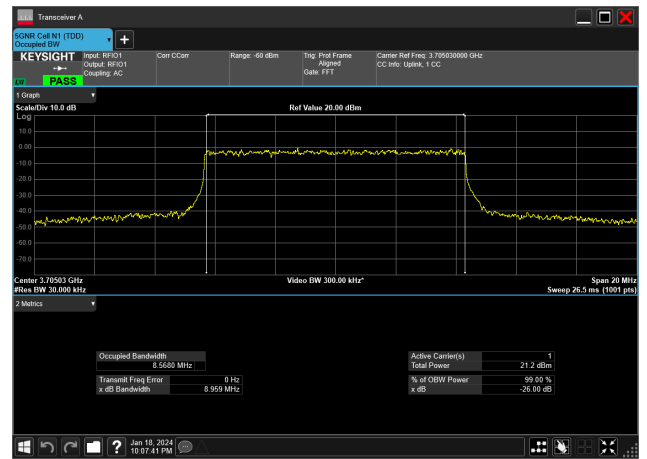 Transceiver A
5GNR Cell N1 (TDD)
Occupied BW
+
KEYSIGHT
LW PASS
Input: RFIO1
Output: RFIO1
Coupling: AC
Corr CCorr
Range: -60 dBm
Trig: Prot Frame
Aligned
Gate: FFT
Carrier Ref Freq: 3.705030000 GHz
CC Info: Uplink, 1 CC
1 Graph
Scale/Div 10.0 dB
Ref Value 20.00 dBm
Log
10.0
0.00
-10.0
-20.0
-30.0
-40.0
-50.0
-60.0
-70.0
Center 3.70503 GHz
Video BW 300.00 kHz*
Span 20 MHz
#Res BW 30.000 kHz
Sweep 26.5 ms (1001 pts)
2 Metrics
Occupied Bandwidth
8.5680 MHz
Transmit Freq Error 0 Hz
x dB Bandwidth 8.959 MHz
Active Carrier(s) 1
Total Power 21.2 dBm
% of OBW Power 99.00 %
x dB -26.00 dB
?
Jan 18, 2024
10:07:41 PM